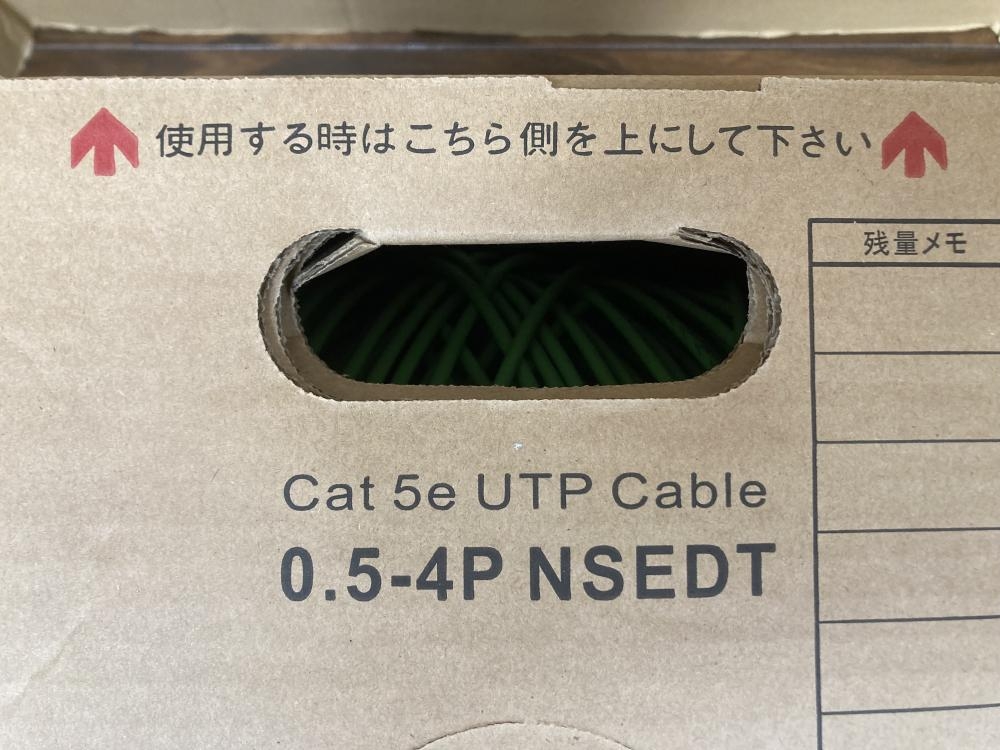 使用する時はこちら側を上にして下さい
残量メモ
Cat 5e UTP Cable
0.5-4P NSEDT